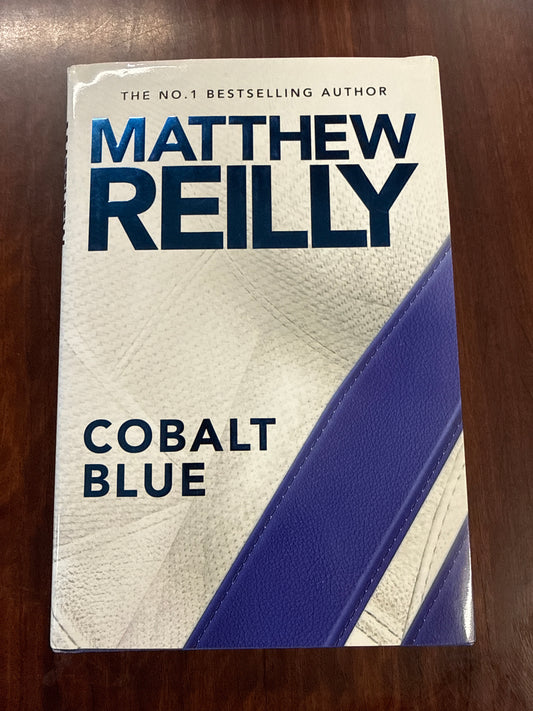 THE NO.1 BESTSELLING AUTHOR
MATTHEW
REILLY
COBALT
BLUE